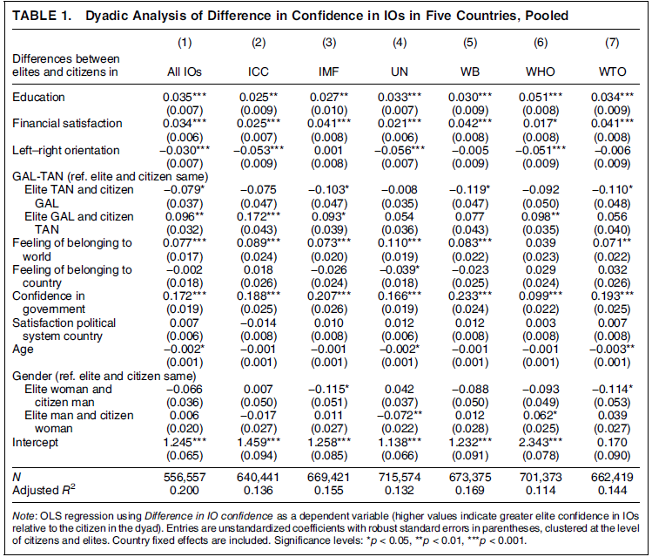 TABLE 1. Dyadic Analysis of Difference in Confidence in IOs in Five Countries, Pooled
(1) (2) (3) (4) (5) (6) (7)
Differences between
elites and citizens in All IOs ICC IMF UN WB WHO WTO
Education 0.035*** 0.025** 0.027** 0.033*** 0.030*** 0.051*** 0.034***
(0.007) (0.009) (0.010) (0.007) (0.009) (0.008) (0.009)
Financial satisfaction 0.034*** 0.025*** 0.041*** 0.021*** 0.042*** 0.017* 0.041***
(0.006) (0.007) (0.008) (0.006) (0.008) (0.008) (0.008)
Left–right orientation −0.030*** −0.053*** 0.001 −0.056*** −0.005 −0.051*** −0.006
(0.007) (0.009) (0.008) (0.007) (0.009) (0.009) (0.009)
GAL-TAN (ref. elite and citizen same)
Elite TAN and citizen −0.079* −0.075 −0.103* −0.008 −0.119* −0.092 −0.110*
GAL (0.037) (0.047) (0.047) (0.035) (0.047) (0.050) (0.048)
Elite GAL and citizen 0.096** 0.172*** 0.093* 0.054 0.077 0.098** 0.056
TAN (0.032) (0.043) (0.039) (0.036) (0.043) (0.035) (0.040)
Feeling of belonging to 0.077*** 0.089*** 0.073*** 0.110*** 0.083*** 0.039 0.071**
world (0.017) (0.024) (0.020) (0.019) (0.022) (0.023) (0.022)
Feeling of belonging to −0.002 0.018 −0.026 −0.039* −0.023 0.029 0.032
country (0.018) (0.026) (0.024) (0.018) (0.025) (0.024) (0.026)
Confidence in 0.172*** 0.188*** 0.207*** 0.166*** 0.233*** 0.099*** 0.193***
government (0.019) (0.025) (0.026) (0.019) (0.024) (0.022) (0.025)
Satisfaction political 0.007 −0.014 0.010 0.012 0.012 0.003 0.007
system country (0.006) (0.008) (0.008) (0.006) (0.008) (0.008) (0.008)
Age −0.002* −0.001 −0.001 −0.002* −0.001 −0.001 −0.003**
(0.001) (0.001) (0.001) (0.001) (0.001) (0.001) (0.001)
Gender (ref. elite and citizen same)
Elite woman and −0.066 0.007 −0.115* 0.042 −0.088 −0.093 −0.114*
citizen man (0.036) (0.050) (0.051) (0.037) (0.050) (0.049) (0.053)
Elite man and citizen 0.006 −0.017 0.011 −0.072** 0.012 0.062* 0.039
woman (0.020) (0.027) (0.027) (0.022) (0.028) (0.025) (0.027)
Intercept 1.245*** 1.459*** 1.258*** 1.138*** 1.232*** 2.343*** 0.170
(0.065) (0.094) (0.085) (0.066) (0.091) (0.078) (0.090)
N 556,557 640,441 669,421 715,574 673,375 701,373 662,419
Adjusted R² 0.200 0.136 0.155 0.132 0.169 0.114 0.144
Note: OLS regression using Difference in IO confidence as a dependent variable (higher values indicate greater elite confidence in IOs
relative to the citizen in the dyad). Entries are unstandardized coefficients with robust standard errors in parentheses, clustered at the level
of citizens and elites. Country fixed effects are included. Significance levels: *p < 0.05, **p < 0.01, ***p < 0.001.